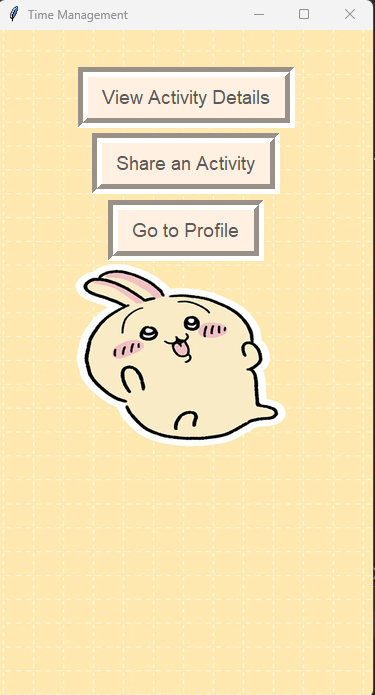 Time Management
View Activity Details
Share an Activity
Go to Profile